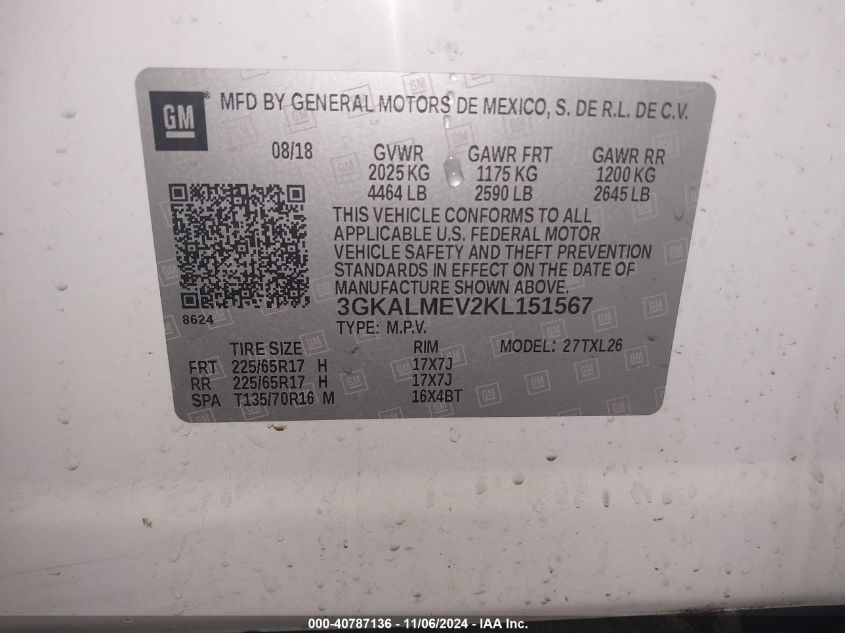 GM ® MFD BY GENERAL MOTORS DE MEXICO, S. DE R.L. DE C.V.
08/18 GVWR GAWR FRT GAWR RR
2025 KG 1175 KG 1200 KG
4464 LB 2590 LB 2645 LB
THIS VEHICLE CONFORMS TO ALL
APPLICABLE U.S. FEDERAL MOTOR
VEHICLE SAFETY AND THEFT PREVENTION
STANDARDS IN EFFECT ON THE DATE OF
MANUFACTURE SHOWN ABOVE.
8624 3GKALMEV2KL151567
TYPE: M.P.V.
TIRE SIZE RIM MODEL: 27TXL26
FRT 225/65R17 H 17X7J
RR 225/65R17 H 17X7J
SPA T135/70R16 M 16X4BT
000-40787136 - 11/06/2024 - IAA Inc.